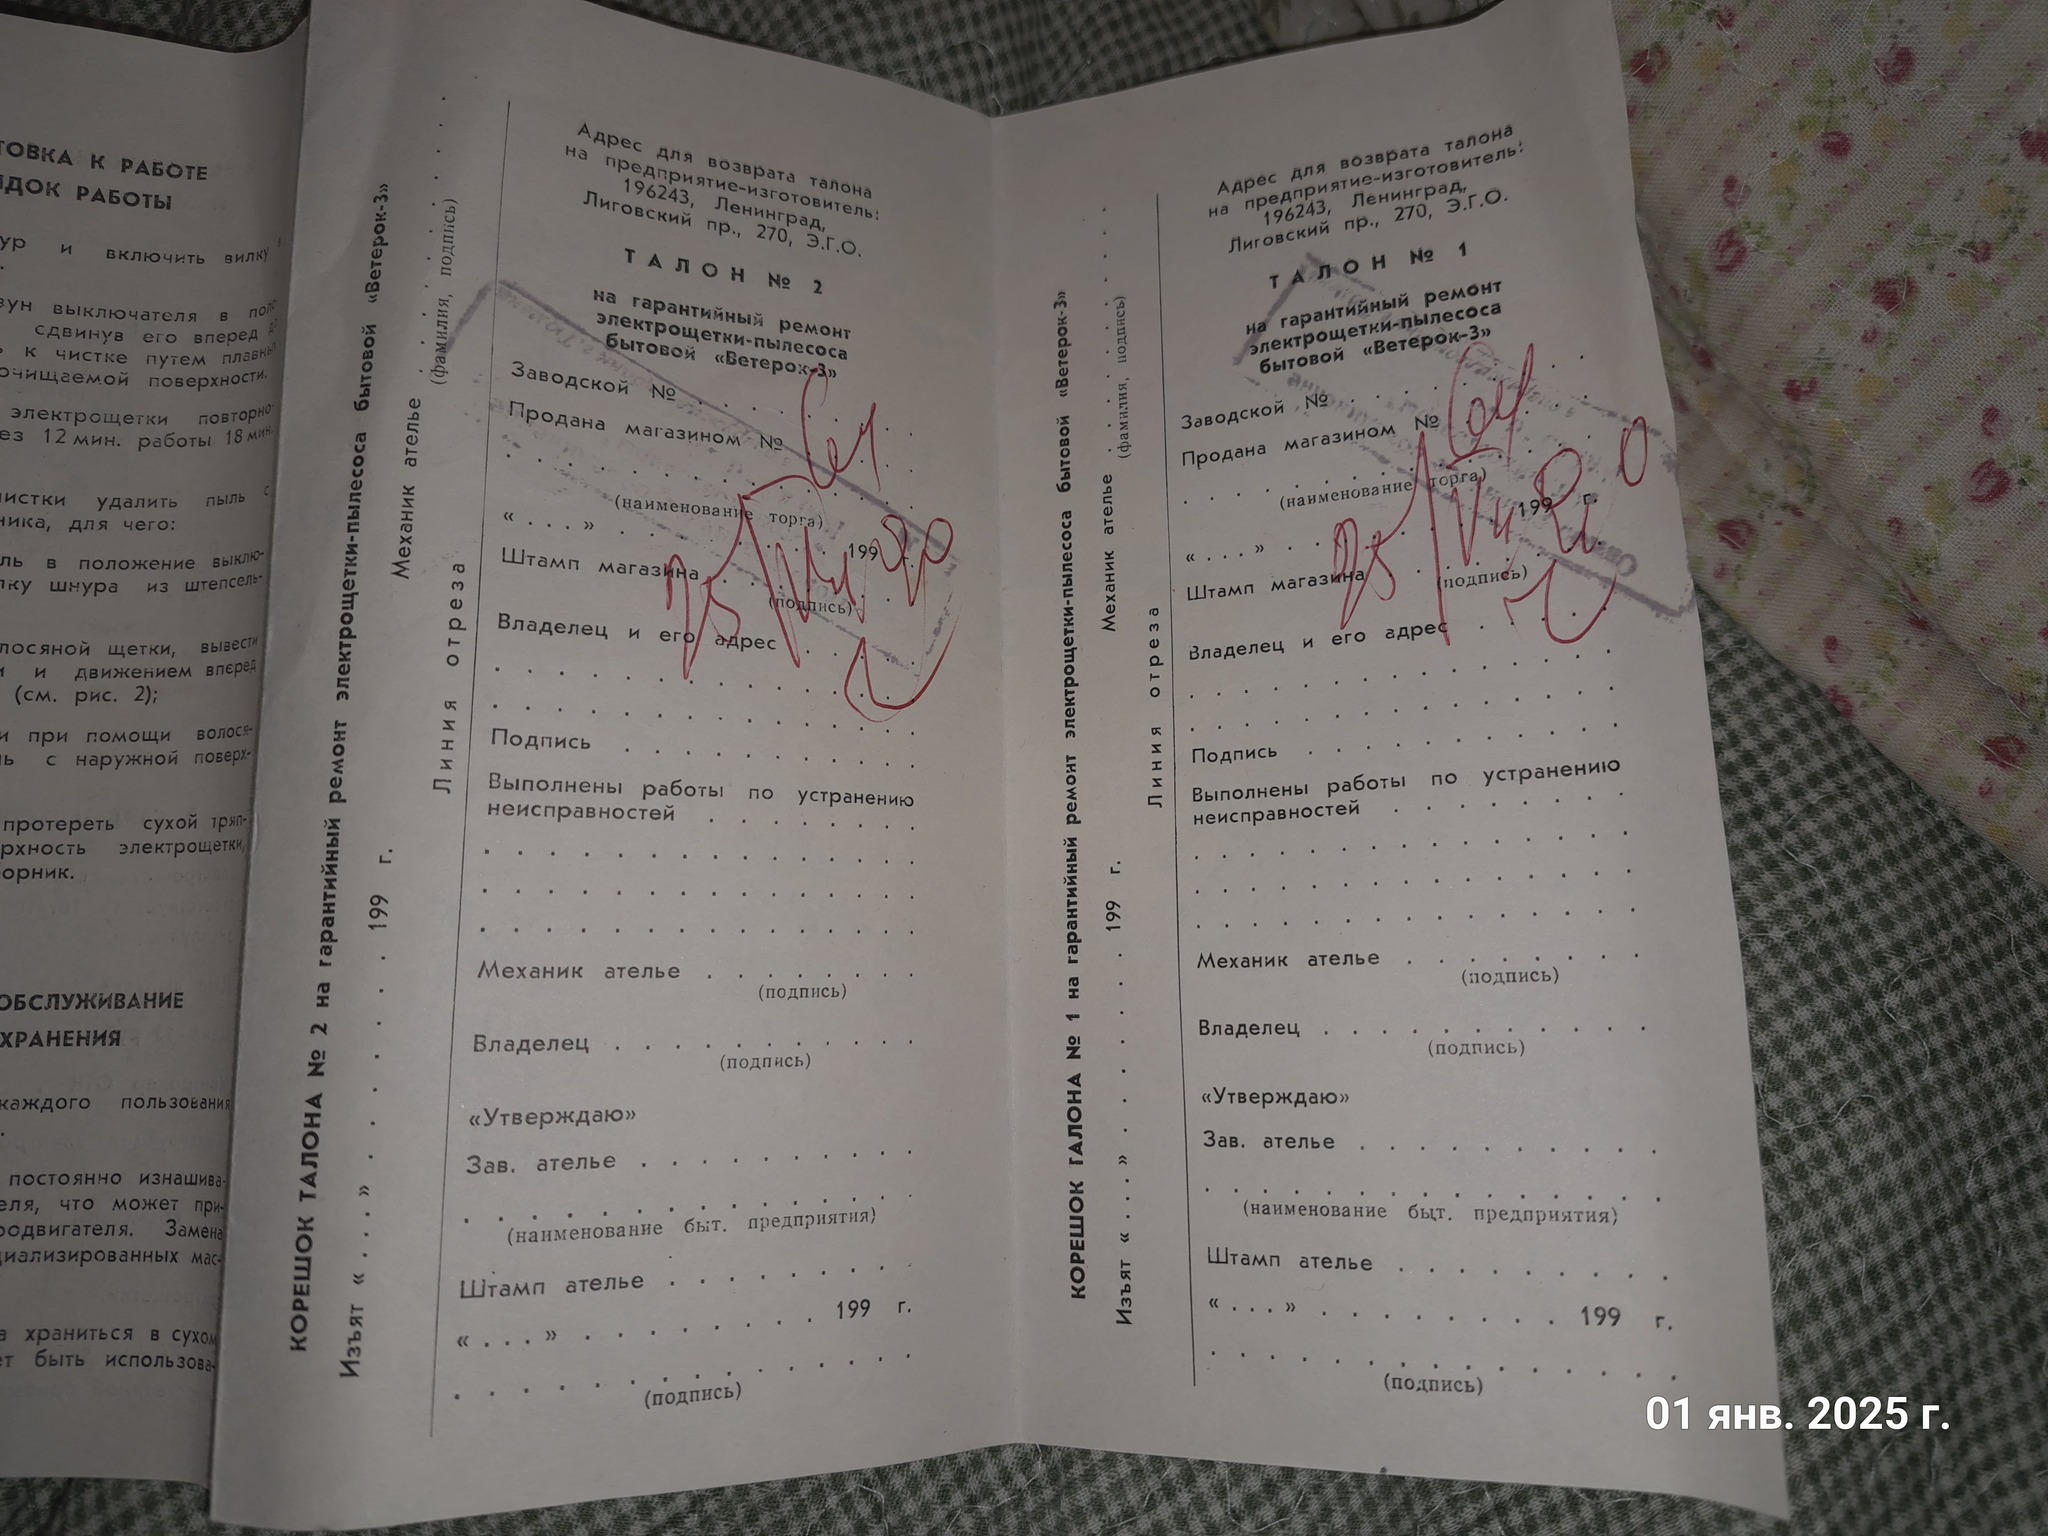 ТОВКА К РАБОТЕ
ДОК РАБОТЫ
ур и включить вилку
зун выключателя в
сдвинув его вперед
к чистке путем плавн
очищаемой поверхности.
электрощетки повторно-
ез 12 мин. работы 18 мин.
истки удалить пыль с
ника, для чего:
ль в положение выклю-
лку шнура из штепсель-
лосяной щетки, вывести
и и движением вперед
(см. рис. 2);
и при помощи волося-
ь с наружной поверх-
протереть сухой тряп-
рхность электрощетки,
орник.
ОБСЛУЖИВАНИЕ
ХРАНЕНИЯ
каждого пользования
постоянно изнашива-
еля, что может при-
родвигателя. Замена
циализированных мас-
а храниться в сухом
ет быть использова-
КОРЕШОК ТАЛОНА № 2 на гарантийный ремонт электрощетки-пылесоса бытовой «Ветерок-3»
Изъят «. . .» . . . . . . . 199 г.
Механик ателье . . . . . . .
(фамилия, подпись)
Линия отреза
Адрес для возврата талона
на предприятие-изготовитель:
196243, Ленинград,
Лиговский пр., 270, Э.Г.О.
ТАЛОН № 2
на гарантийный ремонт
электрощетки-пылесоса
бытовой «Ветерок-3»
Заводской № . . . . . . .
Продана магазином № . . . .
(наименование торга)
«. . .» . . . . . . . 199 г.
Штамп магазина . . . . . .
(подпись)
Владелец и его адрес . . . .
Подпись . . . . . . . . . .
Выполнены работы по устранению
неисправностей . . . . . . .
Механик ателье . . . . . . .
(подпись)
Владелец . . . . . . . . . .
(подпись)
«Утверждаю»
Зав. ателье . . . . . . . . .
(наименование быт. предприятия)
Штамп ателье . . . . . . . .
«. . .» . . . . . . . . 199 г.
(подпись)
КОРЕШОК ТАЛОНА № 1 на гарантийный ремонт электрощетки-пылесоса бытовой «Ветерок-3»
Изъят «. . .» . . . . . . . 199 г.
Механик ателье . . . . . . .
(фамилия, подпись)
Линия отреза
Адрес для возврата талона
на предприятие-изготовитель:
196243, Ленинград,
Лиговский пр., 270, Э.Г.О.
ТАЛОН № 1
на гарантийный ремонт
электрощетки-пылесоса
бытовой «Ветерок-3»
Заводской № . . . . . . .
Продана магазином № . . . .
(наименование торга)
«. . .» . . . . . . . 199 г.
Штамп магазина . . . . . .
(подпись)
Владелец и его адрес . . . .
Подпись . . . . . . . . . .
Выполнены работы по устранению
неисправностей . . . . . . .
Механик ателье . . . . . . .
(подпись)
Владелец . . . . . . . . . .
(подпись)
«Утверждаю»
Зав. ателье . . . . . . . . .
(наименование быт. предприятия)
Штамп ателье . . . . . . . .
«. . .» . . . . . . . . 199 г.
(подпись)
01 янв. 2025 г.